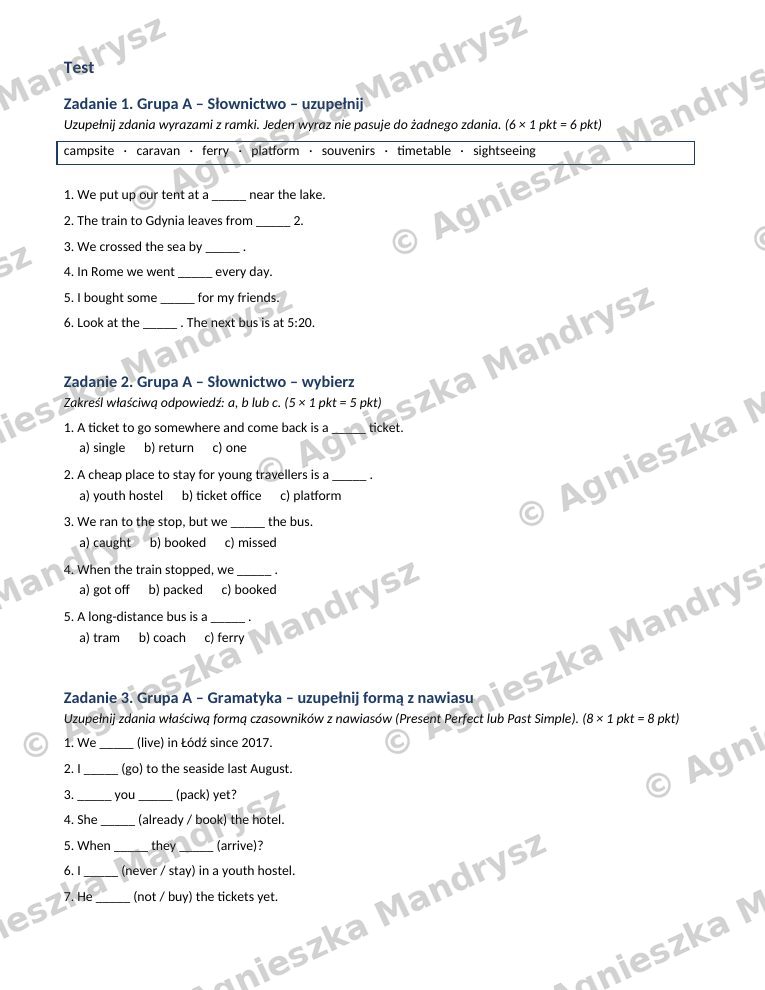 Test
Zadanie 1. Grupa A – Słownictwo – uzupełnij
Uzupełnij zdania wyrazami z ramki. Jeden wyraz nie pasuje do żadnego zdania. (6 × 1 pkt = 6 pkt)
campsite · caravan · ferry · platform · souvenirs · timetable · sightseeing
1. We put up our tent at a _____ near the lake.
2. The train to Gdynia leaves from _____ 2.
3. We crossed the sea by _____ .
4. In Rome we went _____ every day.
5. I bought some _____ for my friends.
6. Look at the _____ . The next bus is at 5:20.
Zadanie 2. Grupa A – Słownictwo – wybierz
Zakreśl właściwą odpowiedź: a, b lub c. (5 × 1 pkt = 5 pkt)
1. A ticket to go somewhere and come back is a _____ ticket.
a) single b) return c) one
2. A cheap place to stay for young travellers is a _____ .
a) youth hostel b) ticket office c) platform
3. We ran to the stop, but we _____ the bus.
a) caught b) booked c) missed
4. When the train stopped, we _____ .
a) got off b) packed c) booked
5. A long-distance bus is a _____ .
a) tram b) coach c) ferry
Zadanie 3. Grupa A – Gramatyka – uzupełnij formą z nawiasu
Uzupełnij zdania właściwą formą czasowników z nawiasów (Present Perfect lub Past Simple). (8 × 1 pkt = 8 pkt)
1. We _____ (live) in Łódź since 2017.
2. I _____ (go) to the seaside last August.
3. _____ you _____ (pack) yet?
4. She _____ (already / book) the hotel.
5. When _____ they _____ (arrive)?
6. I _____ (never / stay) in a youth hostel.
7. He _____ (not / buy) the tickets yet.
© Agnieszka Mandrysz